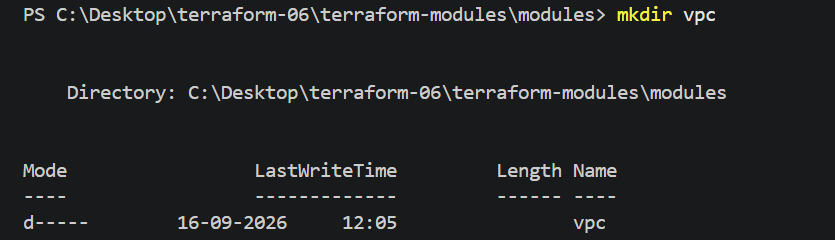 PS C:\Desktop\terraform-06\terraform-modules\modules> mkdir vpc
Directory: C:\Desktop\terraform-06\terraform-modules\modules
Mode                 LastWriteTime         Length Name
----                 -------------         ------ ----
d-----        16-09-2026     12:05                vpc